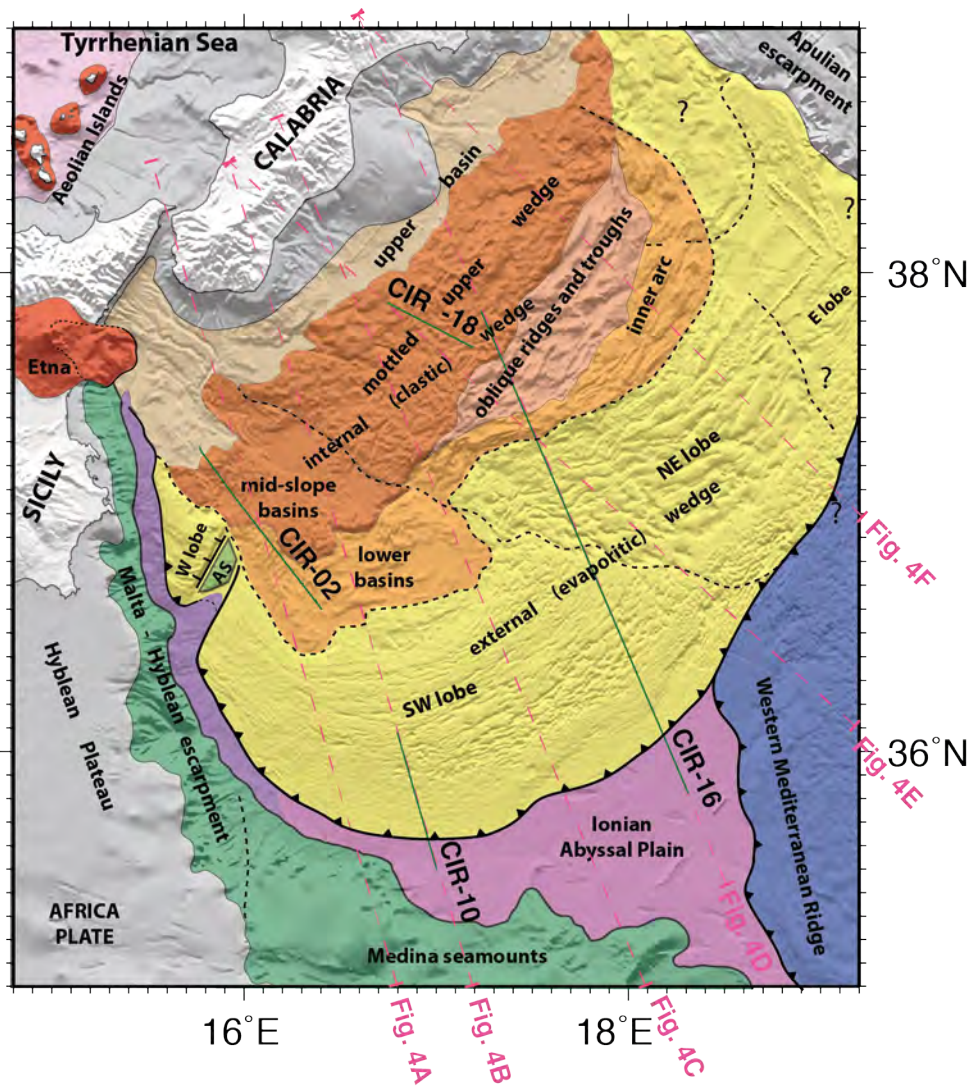 Tyrrhenian Sea
Apulian
escarpment
Aeolian Islands
CALABRIA
?
basin
upper
wedge
?
38°N
upper
oblique ridges and troughs
inner arc
CIR
-18
wedge
E lobe
mottled
(clastic)
Etna
?
internal
NE lobe
wedge
SICILY
mid-slope
basins
?
W lobe
AS
CIR-02
lower
basins
external
(evaporitic)
Fig. 4F
Malta - Hyblean escarpment
Hyblean
Plateau
SW lobe
Western Mediterranean Ridge
36°N
CIR-16
Fig. 4E
Ionian
Abyssal Plain
CIR-10
AFRICA
PLATE
Fig. 4D
Medina seamounts
16°E
18°E
Fig. 4A
Fig. 4B
Fig. 4C